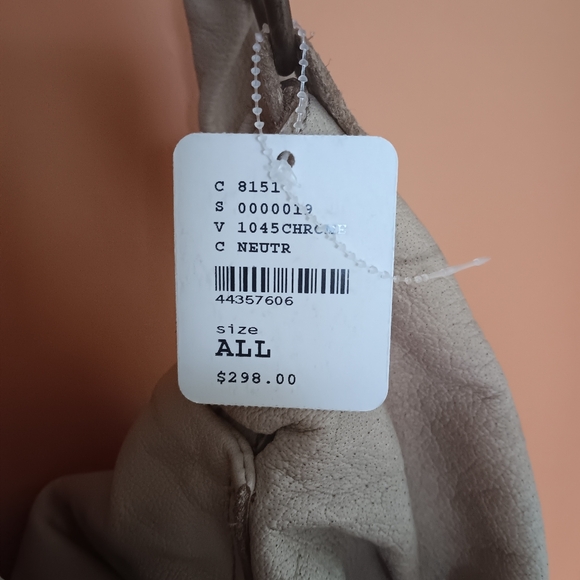 C 8151
S 0000019
V
C NEUTR
44357606
size
ALL
$298.00